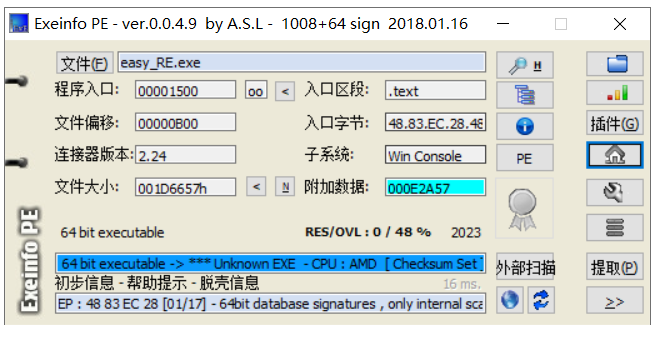 Exeinfo PE - ver.0.0.4.9 by A.S.L - 1008+64 sign 2018.01.16
文件(F) easy_RE.exe H
程序入口: 00001500 oo < 入口区段: .text
文件偏移: 00000B00 入口字节: 48.83.EC.28.48 插件(G)
连接器版本: 2.24 子系统: Win Console PE
文件大小: 001D6657h < N 附加数据: 000E2A57
64 bit executable RES/OVL : 0 / 48 % 2023
Exeinfo PE
64 bit executable -> *** Unknown EXE - CPU : AMD [ Checksum Set ] 外部扫描 提取(P)
初步信息 - 帮助提示 - 脱壳信息 16 ms.
EP : 48 83 EC 28 [01/17] - 64bit database signatures , only internal sca >>